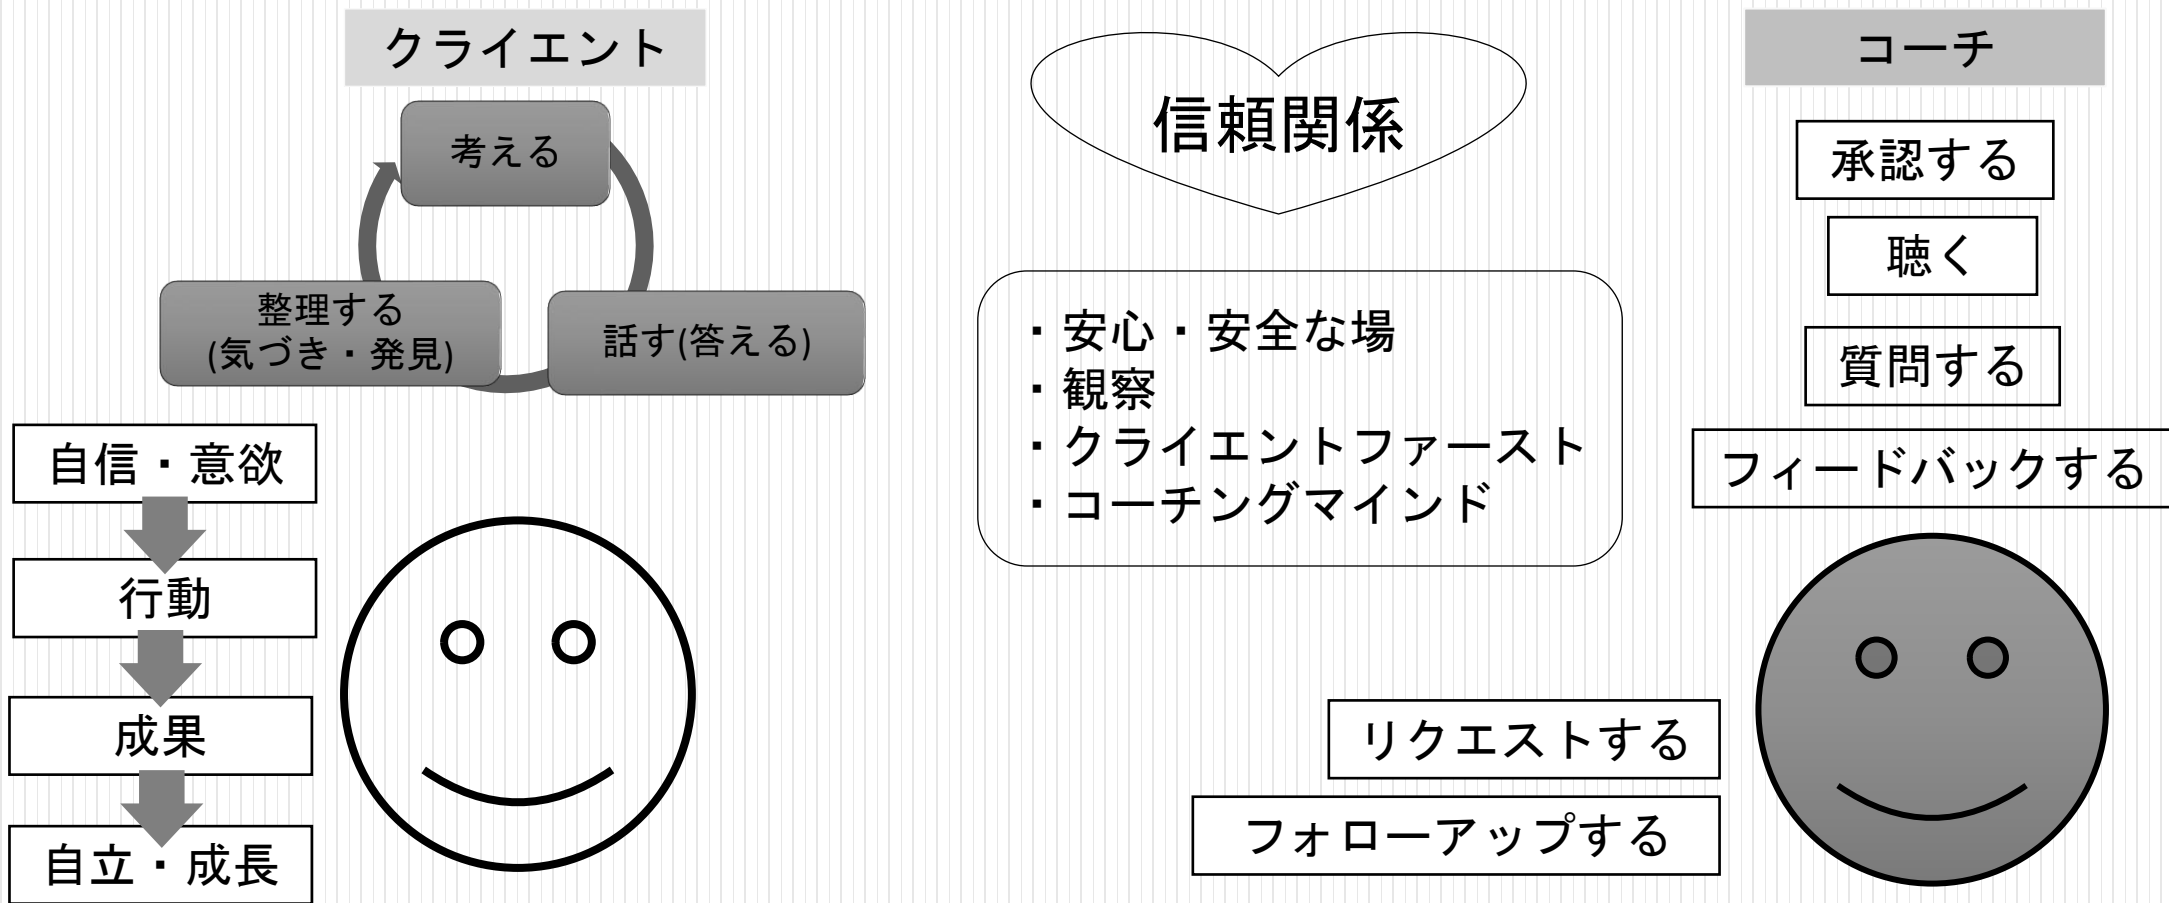 クライエント
考える
整理する
(気づき・発見)
話す(答える)
自信・意欲
行動
成果
自立・成長
信頼関係
・安心・安全な場
・観察
・クライエントファースト
・コーチングマインド
コーチ
承認する
聴く
質問する
フィードバックする
リクエストする
フォローアップする